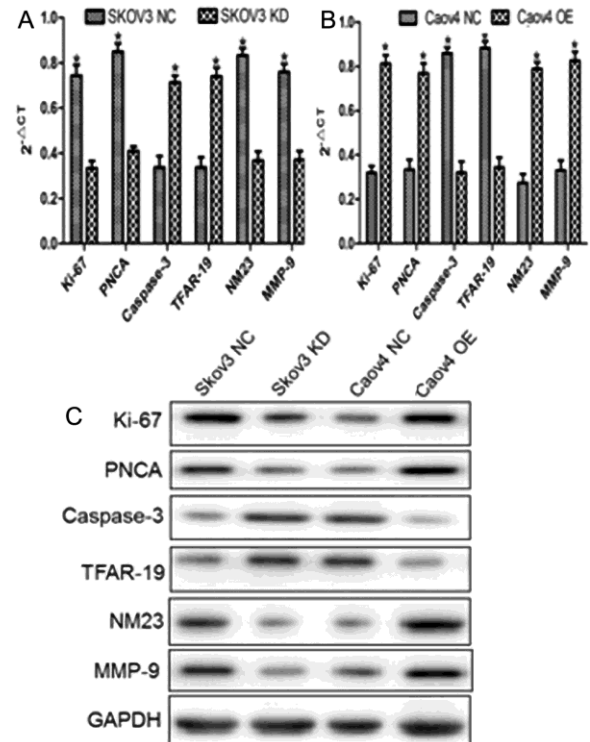 A
SKOV3 NC
SKOV3 KD
2-△CT
1.0
0.8
0.6
0.4
0.2
0.0
Ki-67
PNCA
Caspase-3
TFAR-19
NM23
MMP-9
B
Caov4 NC
Caov4 OE
2-△CT
1.0
0.8
0.6
0.4
0.2
0.0
Ki-67
PNCA
Caspase-3
TFAR-19
NM23
MMP-9
C
Skov3 NC
Skov3 KD
Caov4 NC
Caov4 OE
Ki-67
PNCA
Caspase-3
TFAR-19
NM23
MMP-9
GAPDH